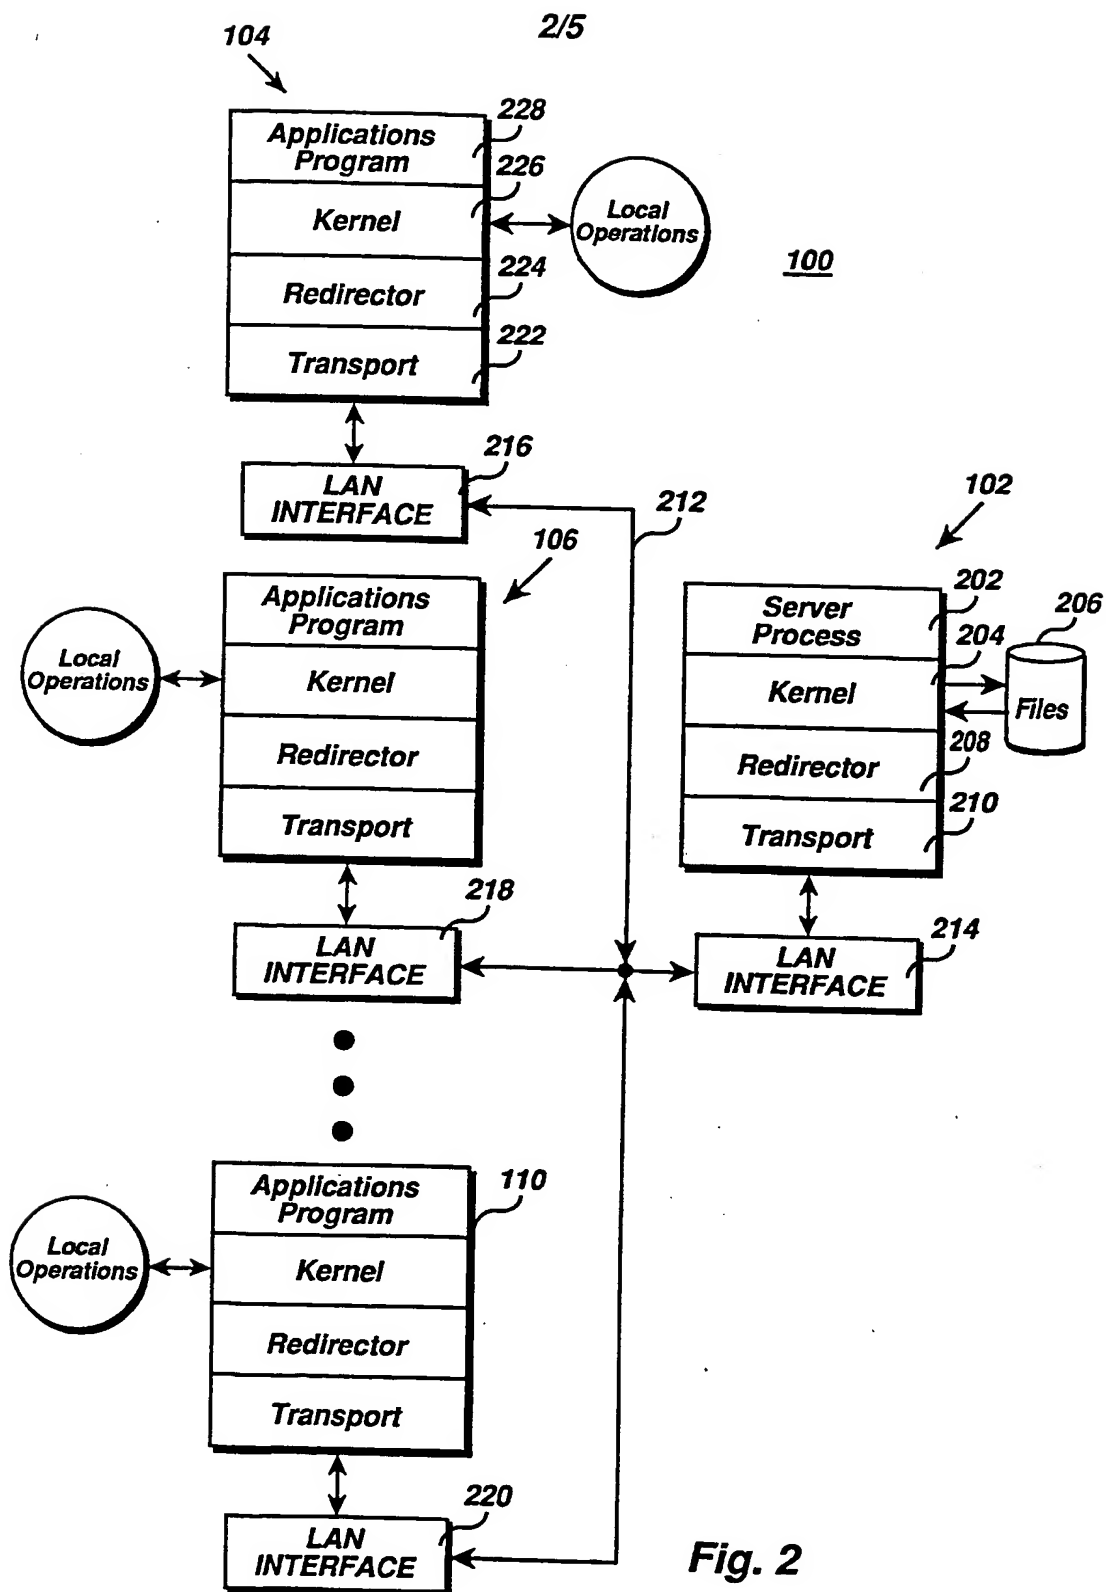 2/5
104
Applications
Program
228
Kernel
226
Redirector
224
Transport
222
Local
Operations
100
LAN
INTERFACE
216
212
102
106
Applications
Program
Kernel
Redirector
Transport
Local
Operations
Server
Process
202
Kernel
204
206
Files
Redirector
208
Transport
210
LAN
INTERFACE
218
LAN
INTERFACE
214
Applications
Program
110
Kernel
Redirector
Transport
Local
Operations
LAN
INTERFACE
220
Fig. 2